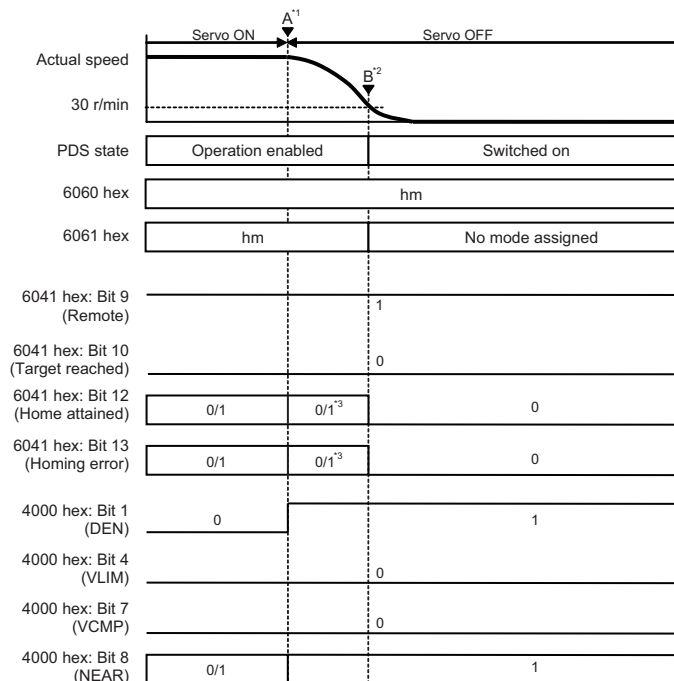 A*1
Servo ON
Servo OFF
Actual speed
B*2
30 r/min
PDS state
Operation enabled
Switched on
6060 hex
hm
6061 hex
hm
No mode assigned
6041 hex: Bit 9
(Remote)
1
6041 hex: Bit 10
(Target reached)
0
6041 hex: Bit 12
(Home attained)
0/1
0/1*3
0
6041 hex: Bit 13
(Homing error)
0/1
0/1*3
0
4000 hex: Bit 1
(DEN)
0
1
4000 hex: Bit 4
(VLIM)
0
4000 hex: Bit 7
(VCMP)
0
4000 hex: Bit 8
(NEAR)
0/1
1